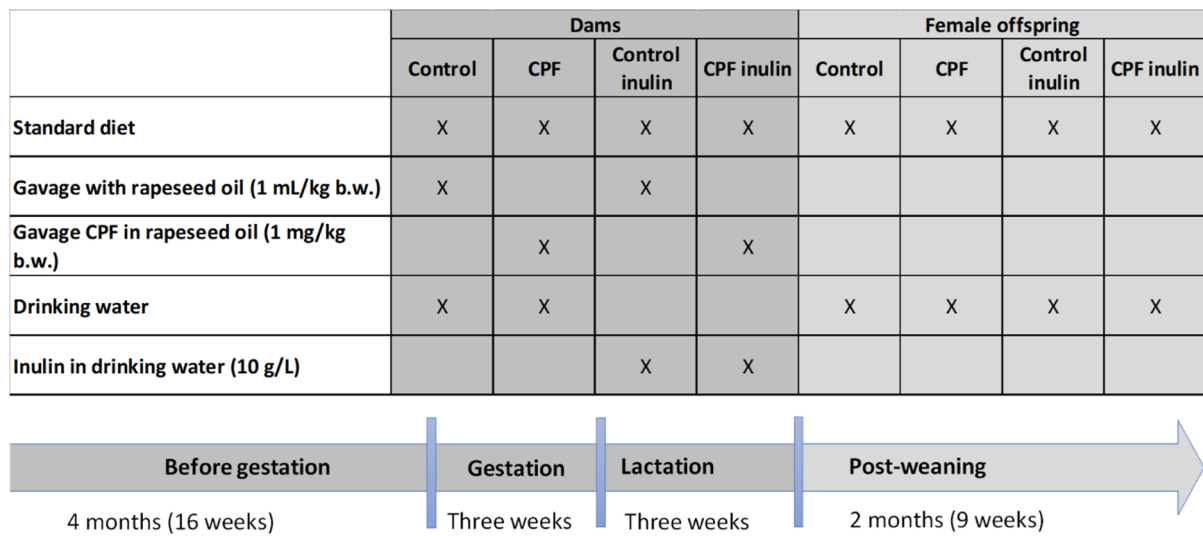 Dams Female offspring
Control CPF Control inulin CPF inulin Control CPF Control inulin CPF inulin
Standard diet X X X X X X X X
Gavage with rapeseed oil (1 mL/kg b.w.) X X
Gavage CPF in rapeseed oil (1 mg/kg
b.w.) X X
Drinking water X X X X X X
Inulin in drinking water (10 g/L) X X
Before gestation Gestation Lactation Post-weaning
4 months (16 weeks) Three weeks Three weeks 2 months (9 weeks)